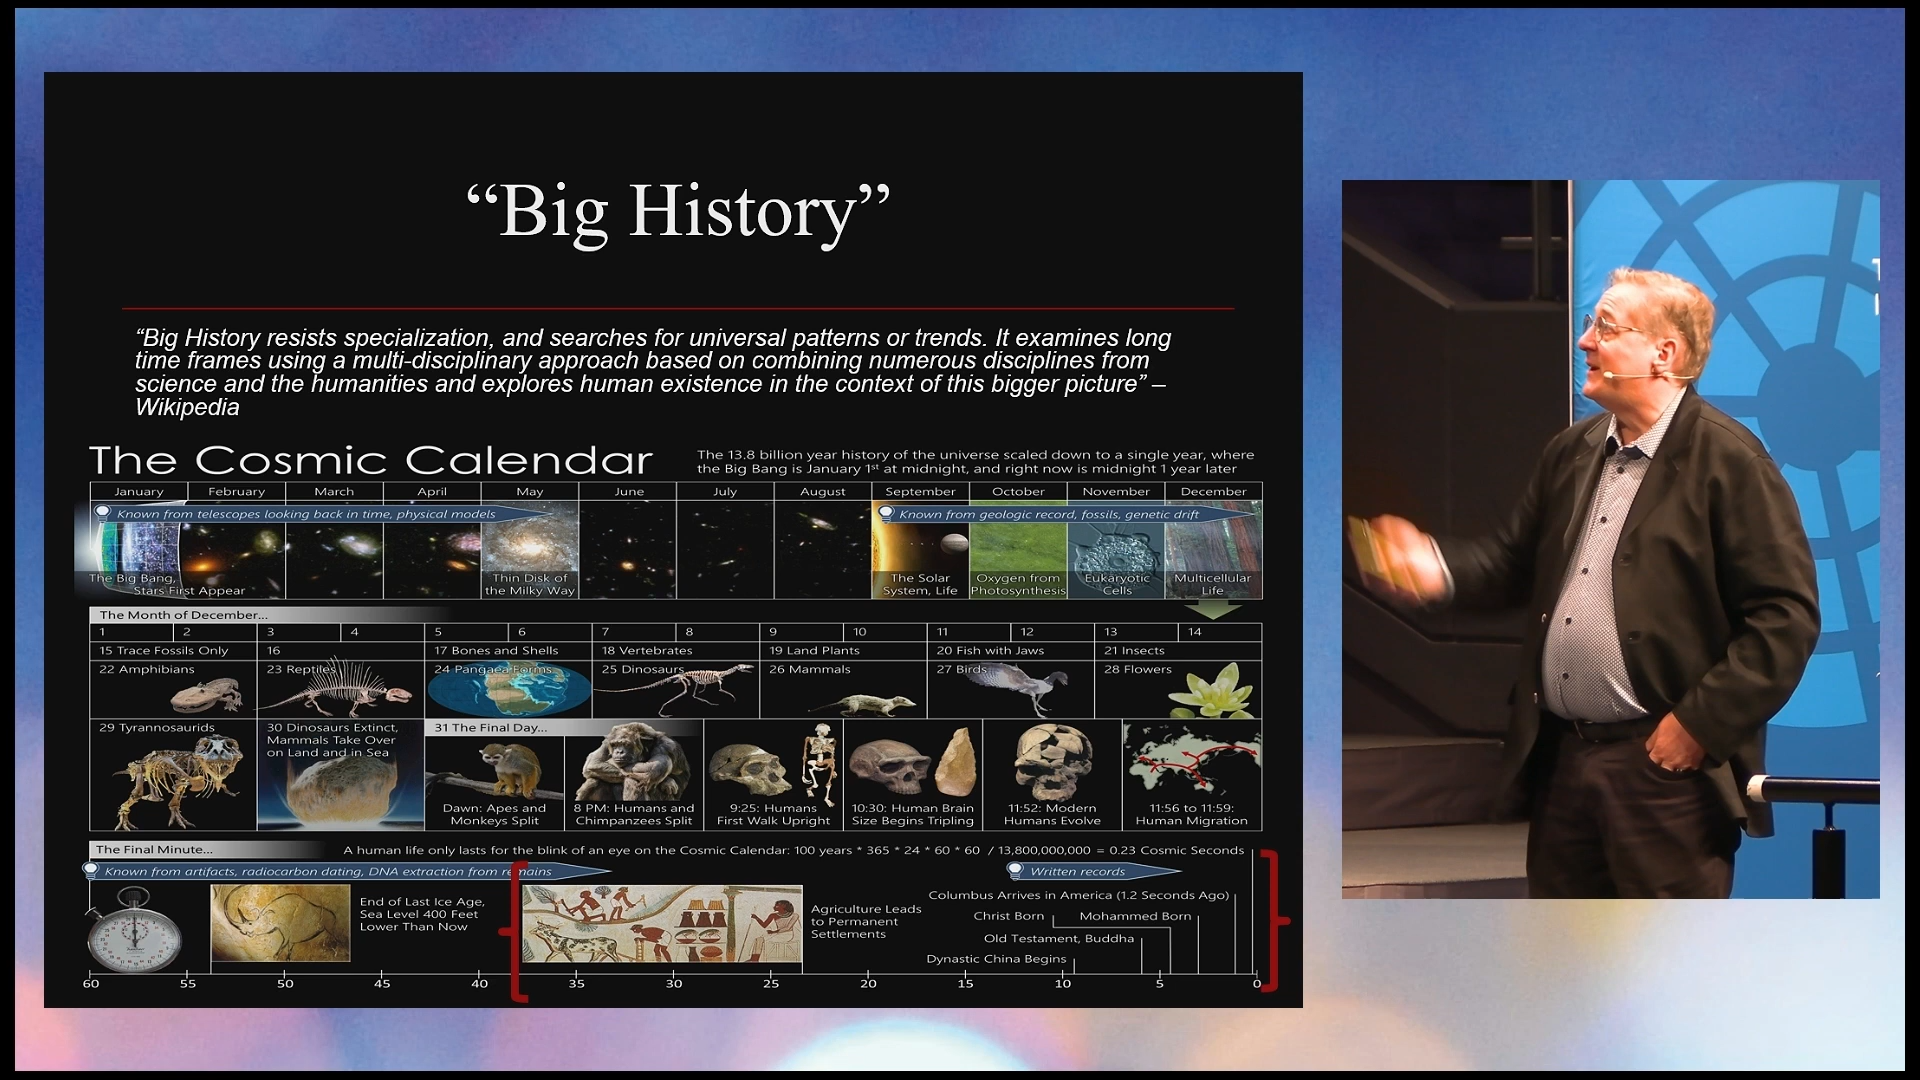 “Big History”
“Big History resists specialization, and searches for universal patterns or trends. It examines long
time frames using a multi-disciplinary approach based on combining numerous disciplines from
science and the humanities and explores human existence in the context of this bigger picture” –
Wikipedia
The Cosmic Calendar
The 13.8 billion year history of the universe scaled down to a single year, where
the Big Bang is January 1st at midnight, and right now is midnight 1 year later
January February March April May June July August September October November December
Known from telescopes looking back in time, physical models
Known from geologic record, fossils, genetic drift
The Big Bang,
Stars First Appear
Thin Disk of
the Milky Way
The Solar
System, Life
Oxygen from
Photosynthesis
Eukaryotic
Cells
Multicellular
Life
The Month of December...
1 2 3 4 5 6 7 8 9 10 11 12 13 14
15 Trace Fossils Only 16 17 Bones and Shells 18 Vertebrates 19 Land Plants 20 Fish with Jaws 21 Insects
22 Amphibians 23 Reptiles 24 Pangaea Forms 25 Dinosaurs 26 Mammals 27 Birds 28 Flowers
29 Tyrannosaurids
30 Dinosaurs Extinct,
Mammals Take Over
on Land and in Sea
31 The Final Day...
Dawn: Apes and
Monkeys Split
8 PM: Humans and
Chimpanzees Split
9:25: Humans
First Walk Upright
10:30: Human Brain
Size Begins Tripling
11:52: Modern
Humans Evolve
11:56 to 11:59:
Human Migration
The Final Minute...
A human life only lasts for the blink of an eye on the Cosmic Calendar: 100 years * 365 * 24 * 60 * 60 / 13,800,000,000 = 0.23 Cosmic Seconds
Known from artifacts, radiocarbon dating, DNA extraction from remains
Written records
End of Last Ice Age,
Sea Level 400 Feet
Lower Than Now
Agriculture Leads
to Permanent
Settlements
Columbus Arrives in America (1.2 Seconds Ago)
Christ Born
Mohammed Born
Old Testament, Buddha
Dynastic China Begins
60 55 50 45 40 35 30 25 20 15 10 5 0